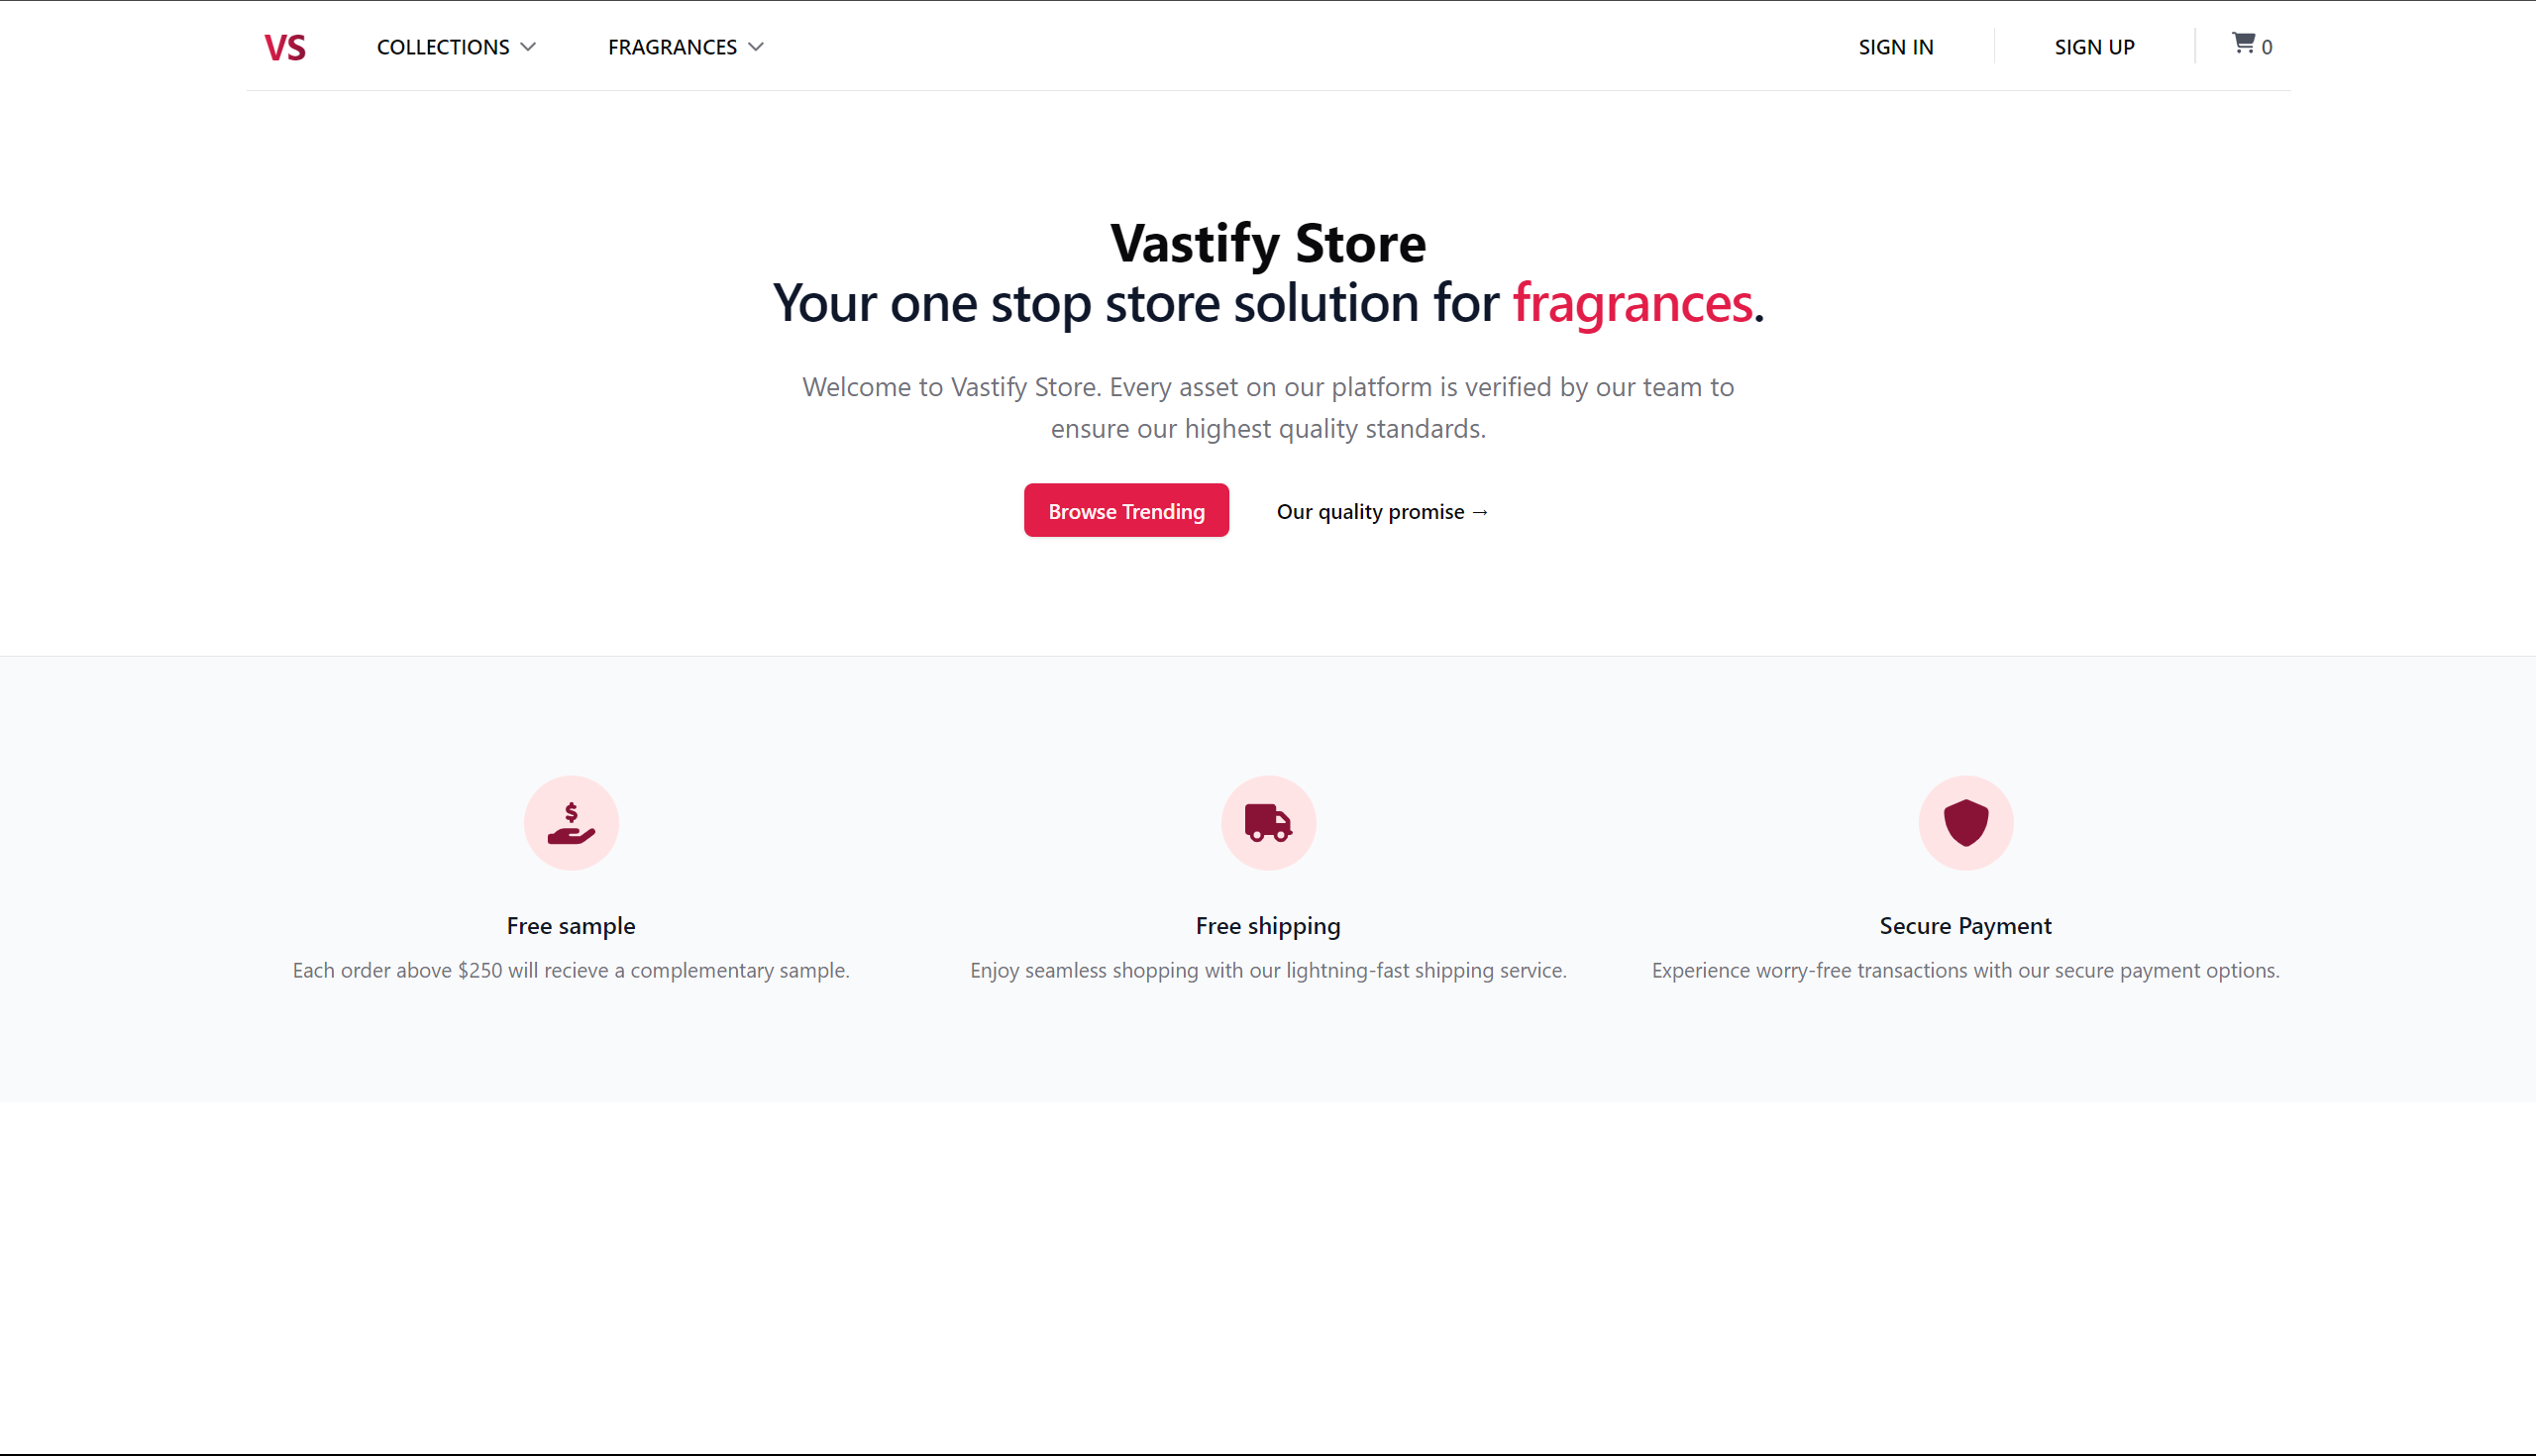 VS
COLLECTIONS
FRAGRANCES
SIGN IN
SIGN UP
0
Vastify Store
Your one stop store solution for fragrances.
Welcome to Vastify Store. Every asset on our platform is verified by our team to
ensure our highest quality standards.
Browse Trending
Our quality promise →
$
Free sample
Each order above $250 will recieve a complementary sample.
Free shipping
Enjoy seamless shopping with our lightning-fast shipping service.
Secure Payment
Experience worry-free transactions with our secure payment options.